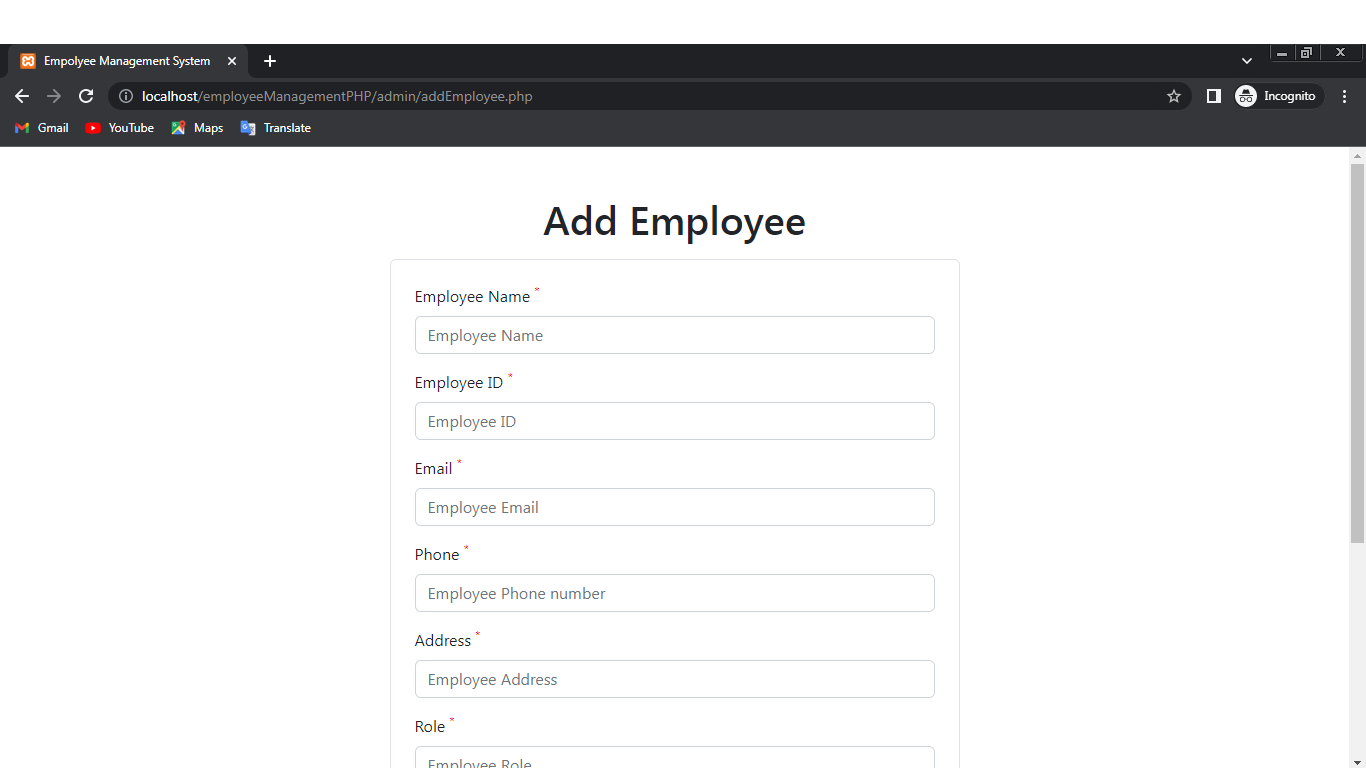 Empolyee Management System
localhost/employeeManagementPHP/admin/addEmployee.php
Incognito
Gmail YouTube Maps Translate
Add Employee
Employee Name *
Employee Name
Employee ID *
Employee ID
Email *
Employee Email
Phone *
Employee Phone number
Address *
Employee Address
Role *
Employee Role